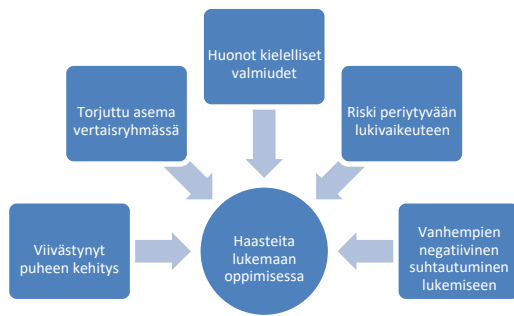 Huonot kielelliset
valmiudet
Torjuttu asema
vertaisryhmässä
Riski periytyvään
lukivaikeuteen
Viivästynyt
puheen kehitys
Haasteita
lukemaan
oppimisessa
Vanhempien
negatiivinen
suhtautuminen
lukemiseen